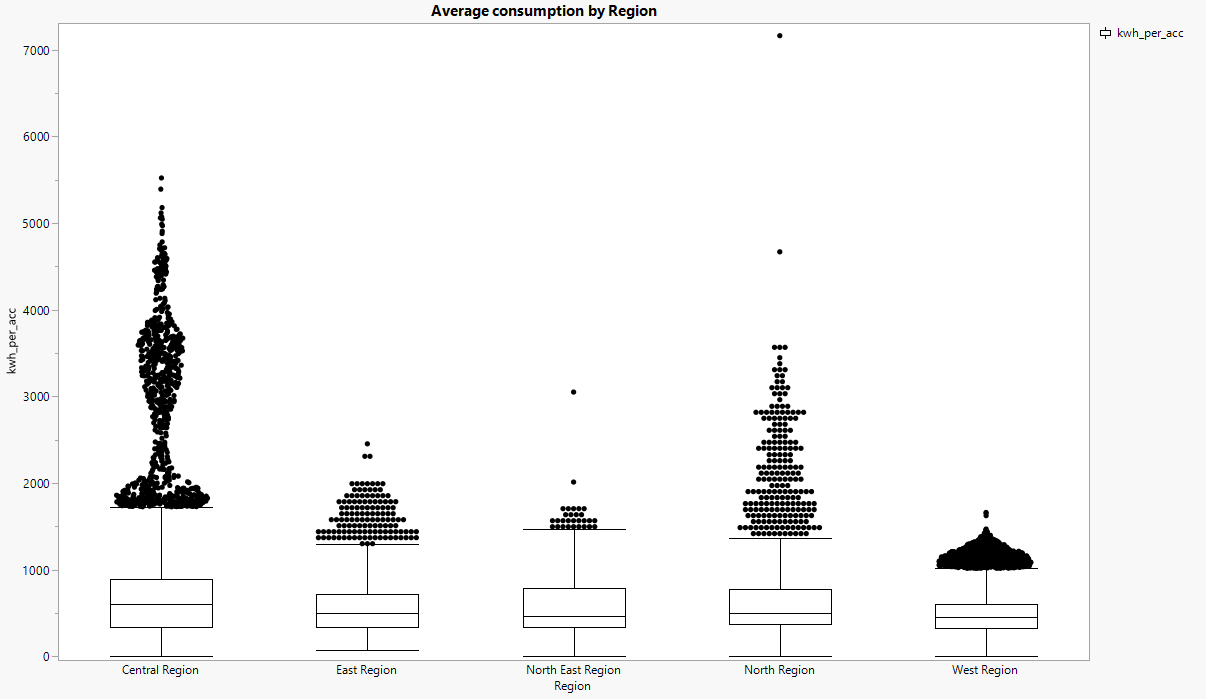 Average consumption by Region
kwh_per_acc
7000
6000
5000
4000
3000
2000
1000
0
kwh_per_acc
Central Region
East Region
North East Region
North Region
West Region
Region